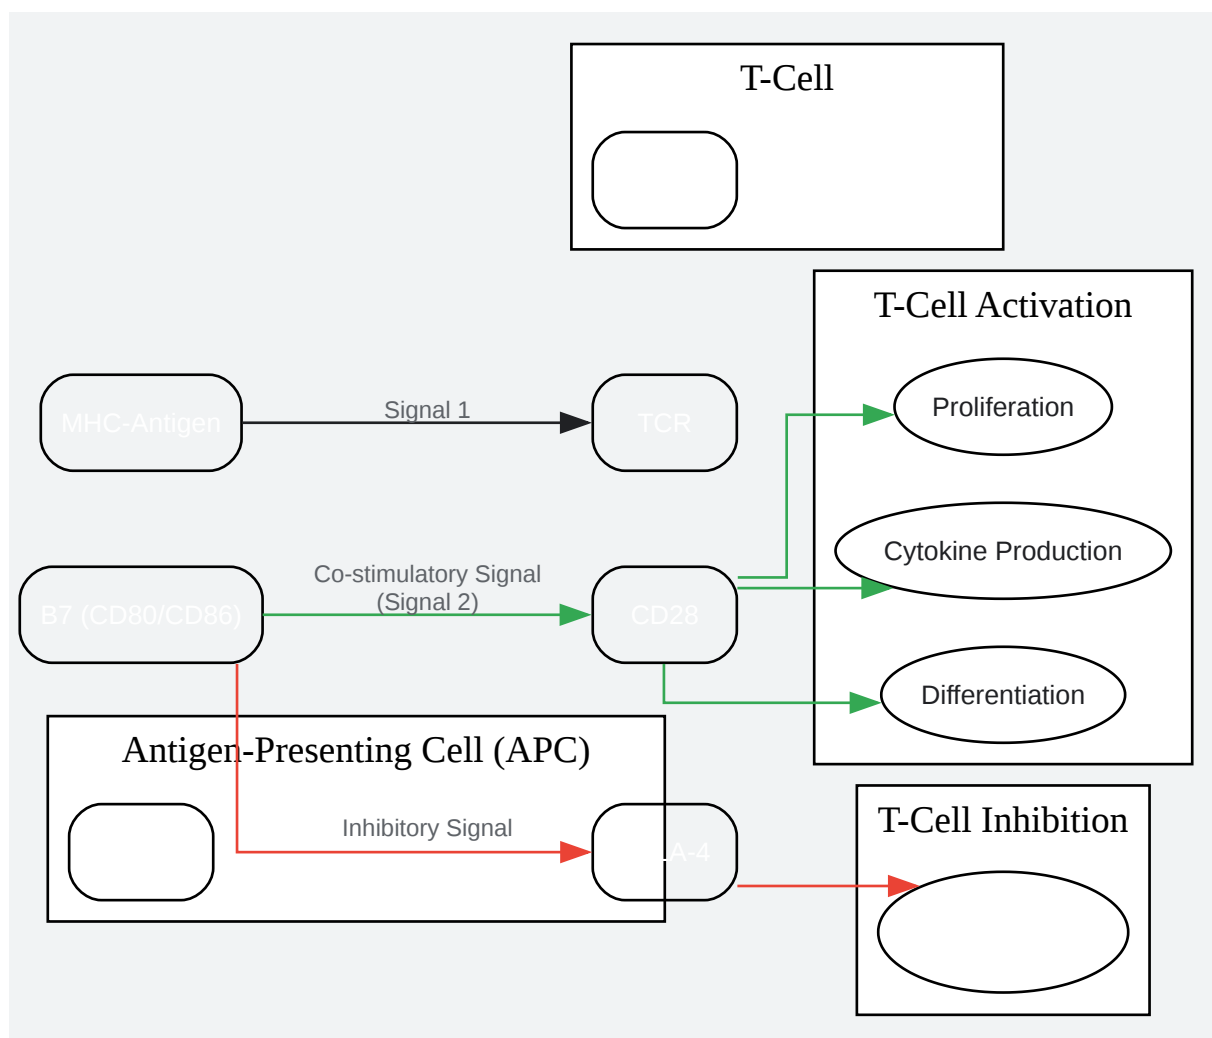 T-Cell
T-Cell Activation
Proliferation
MHC-Antigen
Signal 1
TCR
Cytokine Production
Co-stimulatory Signal
(Signal 2)
B7 (CD80/CD86)
CD28
Differentiation
Antigen-Presenting Cell (APC)
T-Cell Inhibition
Inhibitory Signal
LA-4